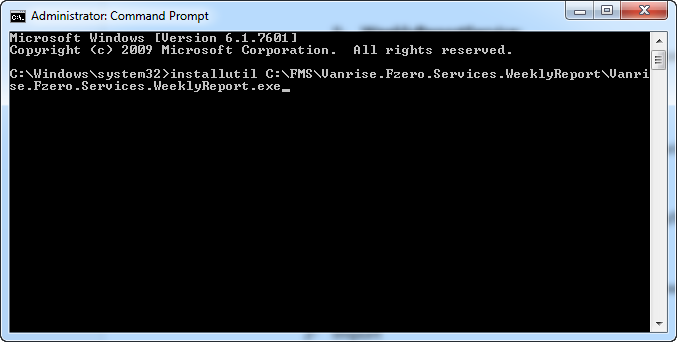 Administrator: Command Prompt
Microsoft Windows [Version 6.1.7601]
Copyright (c) 2009 Microsoft Corporation.  All rights reserved.
C:\Windows\system32>installutil C:\FMS\Vanrise.Fzero.Services.WeeklyReport\Vanri
se.Fzero.Services.WeeklyReport.exe_